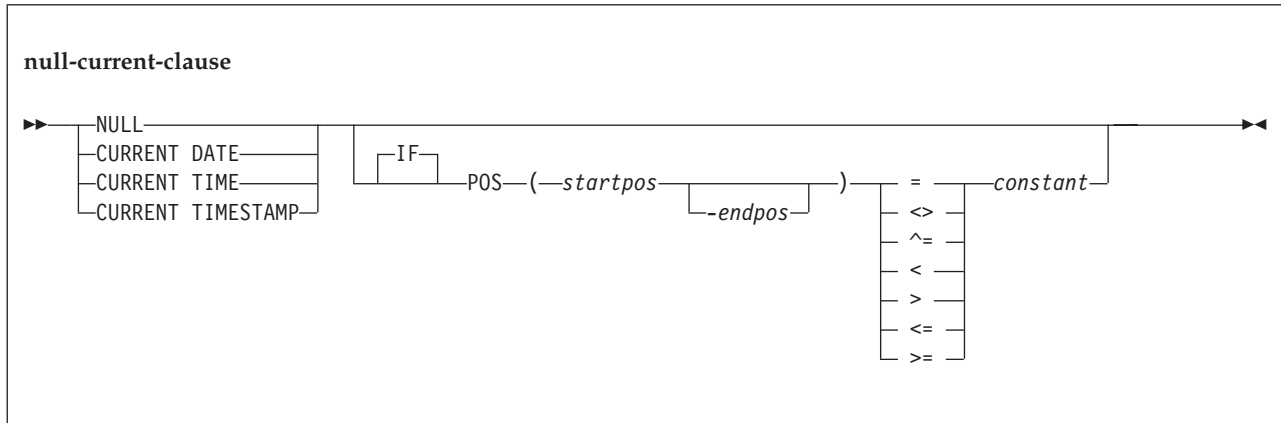 null-current-clause
NULL
CURRENT DATE
CURRENT TIME
CURRENT TIMESTAMP
IF
POS ( startpos -endpos ) = constant
<>
^=
<
>
<=
>=